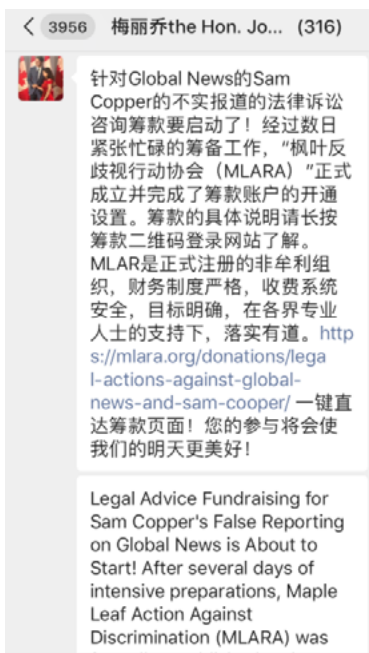 < 3956 梅丽乔the Hon. Jo... (316)
针对Global News的Sam
Copper的不实报道的法律诉讼
咨询筹款要启动了！经过数日
紧张忙碌的筹备工作，“枫叶反
歧视行动协会（MLARA）”正式
成立并完成了筹款账户的开通
设置。筹款的具体说明请长按
筹款二维码登录网站了解。
MLAR是正式注册的非牟利组
织，财务制度严格，收费系统
安全，目标明确，在各界专业
人士的支持下，落实有道。http
s://mlara.org/donations/lega
l-actions-against-global-
news-and-sam-cooper/ 一键直
达筹款页面！您的参与将会使
我们的明天更美好！
Legal Advice Fundraising for
Sam Copper's False Reporting
on Global News is About to
Start! After several days of
intensive preparations, Maple
Leaf Action Against
Discrimination (MLARA) was